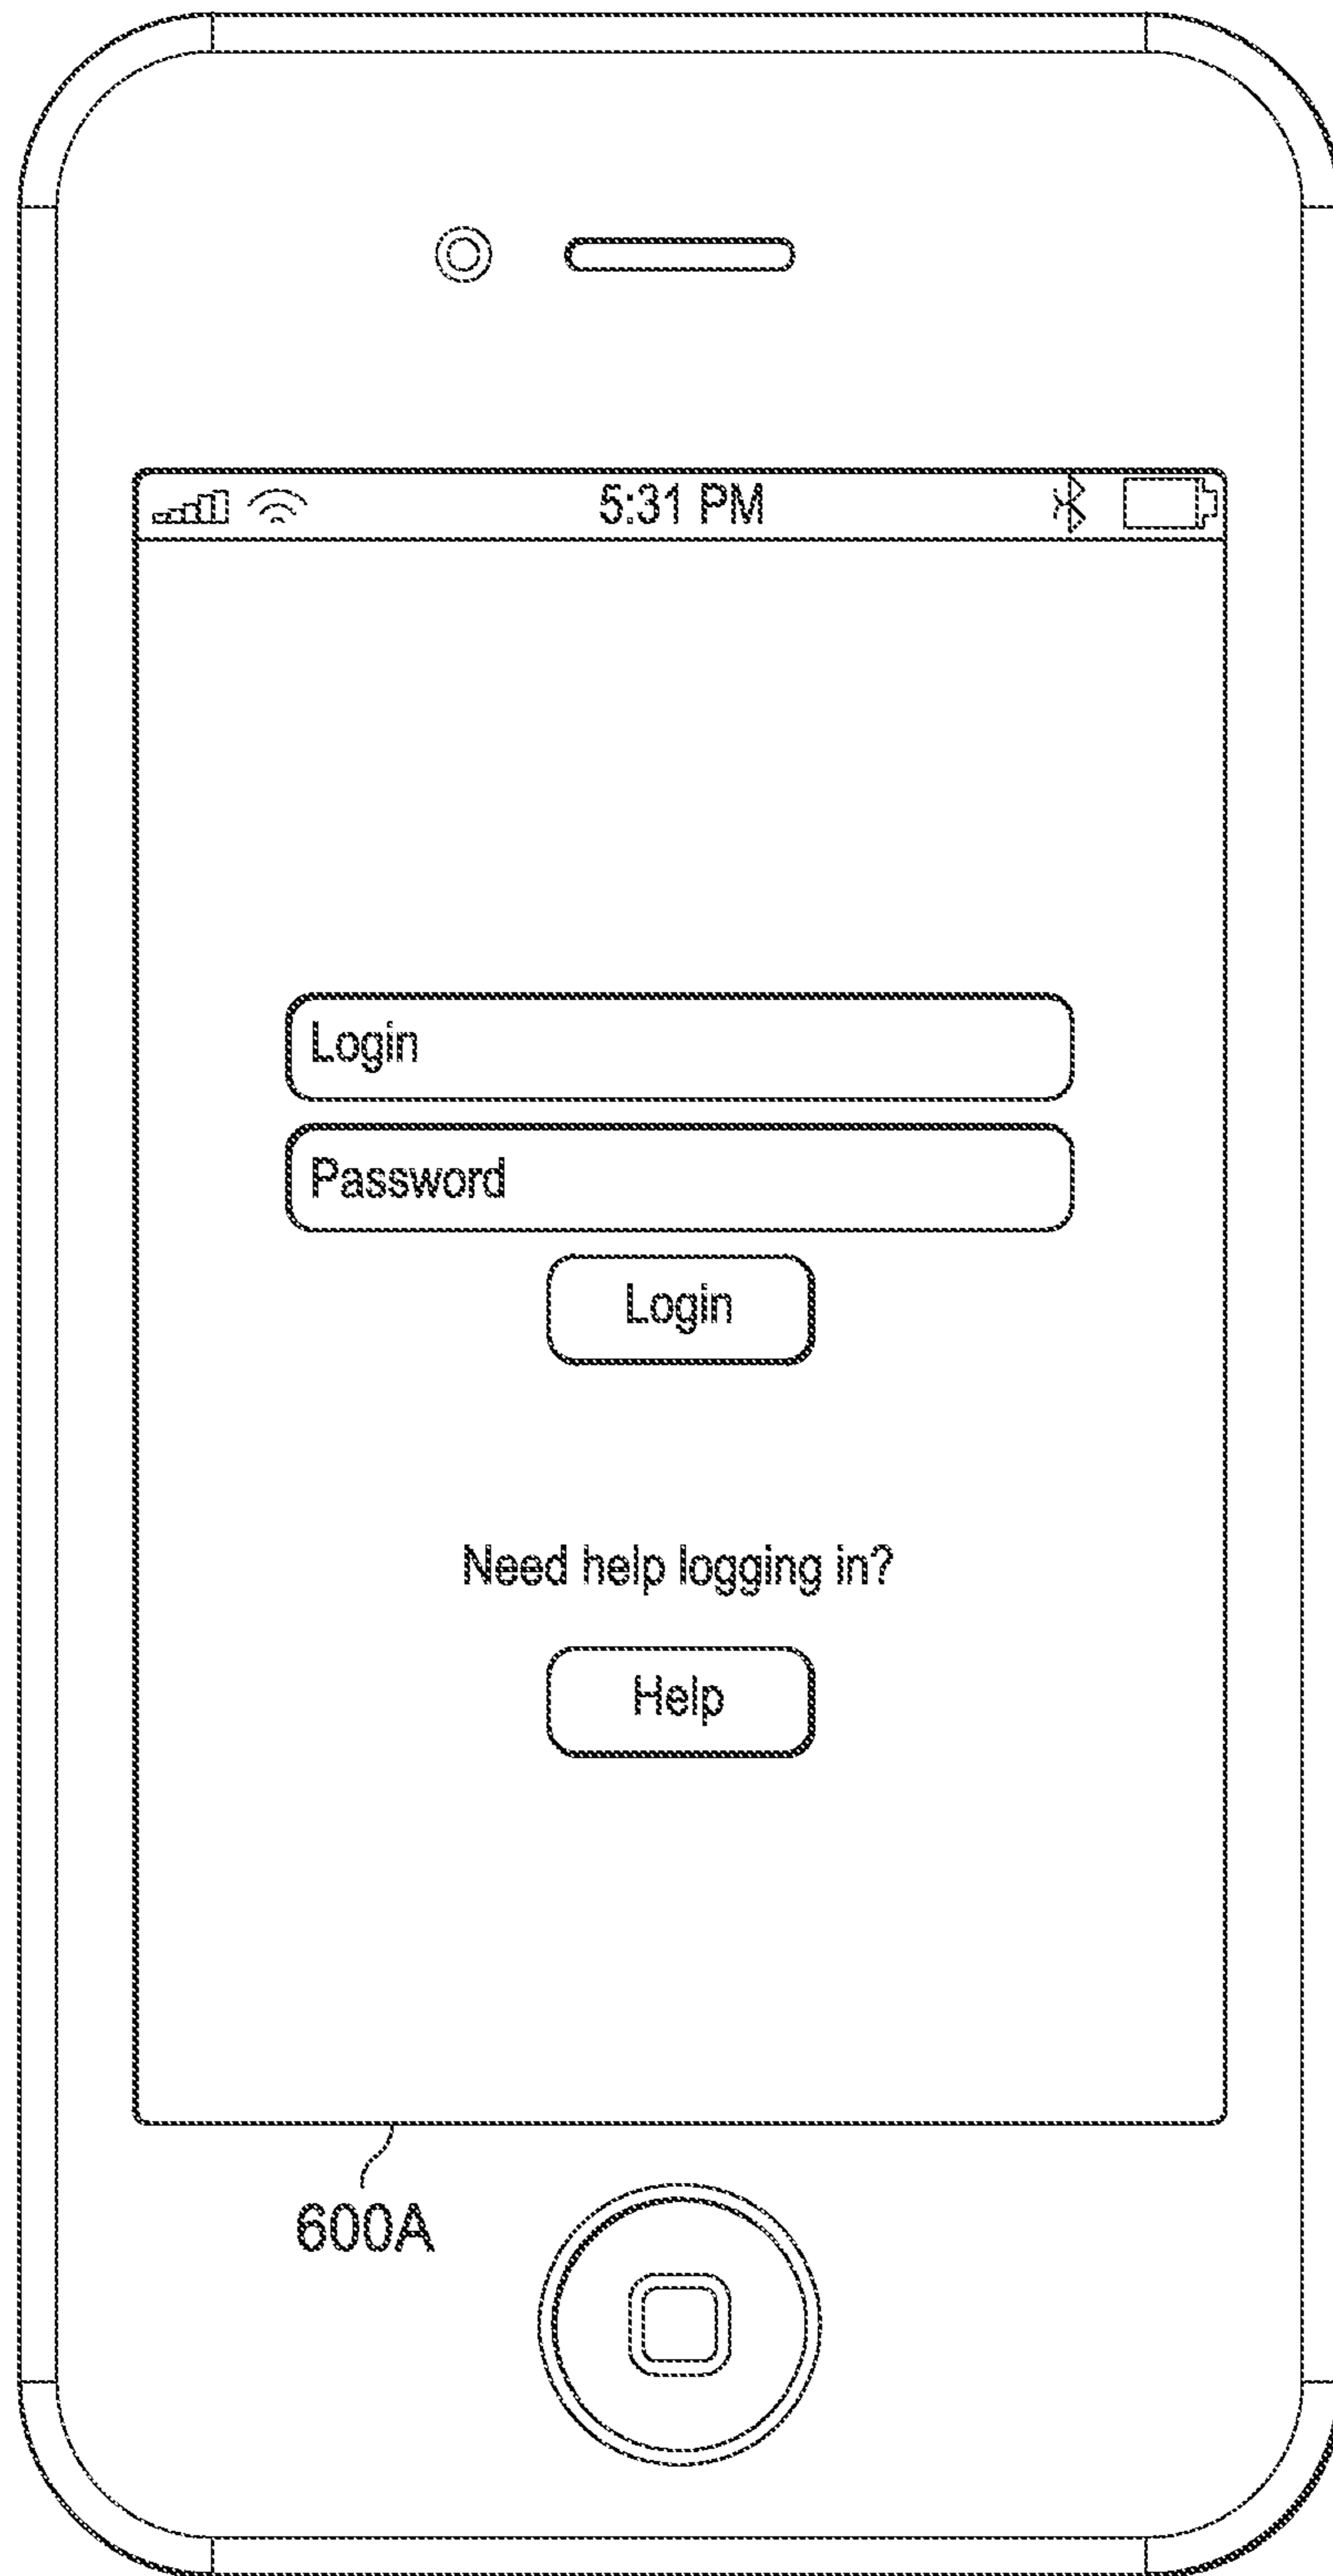 5:31 PM
Login
Password
Login
Need help logging in?
Help
600A